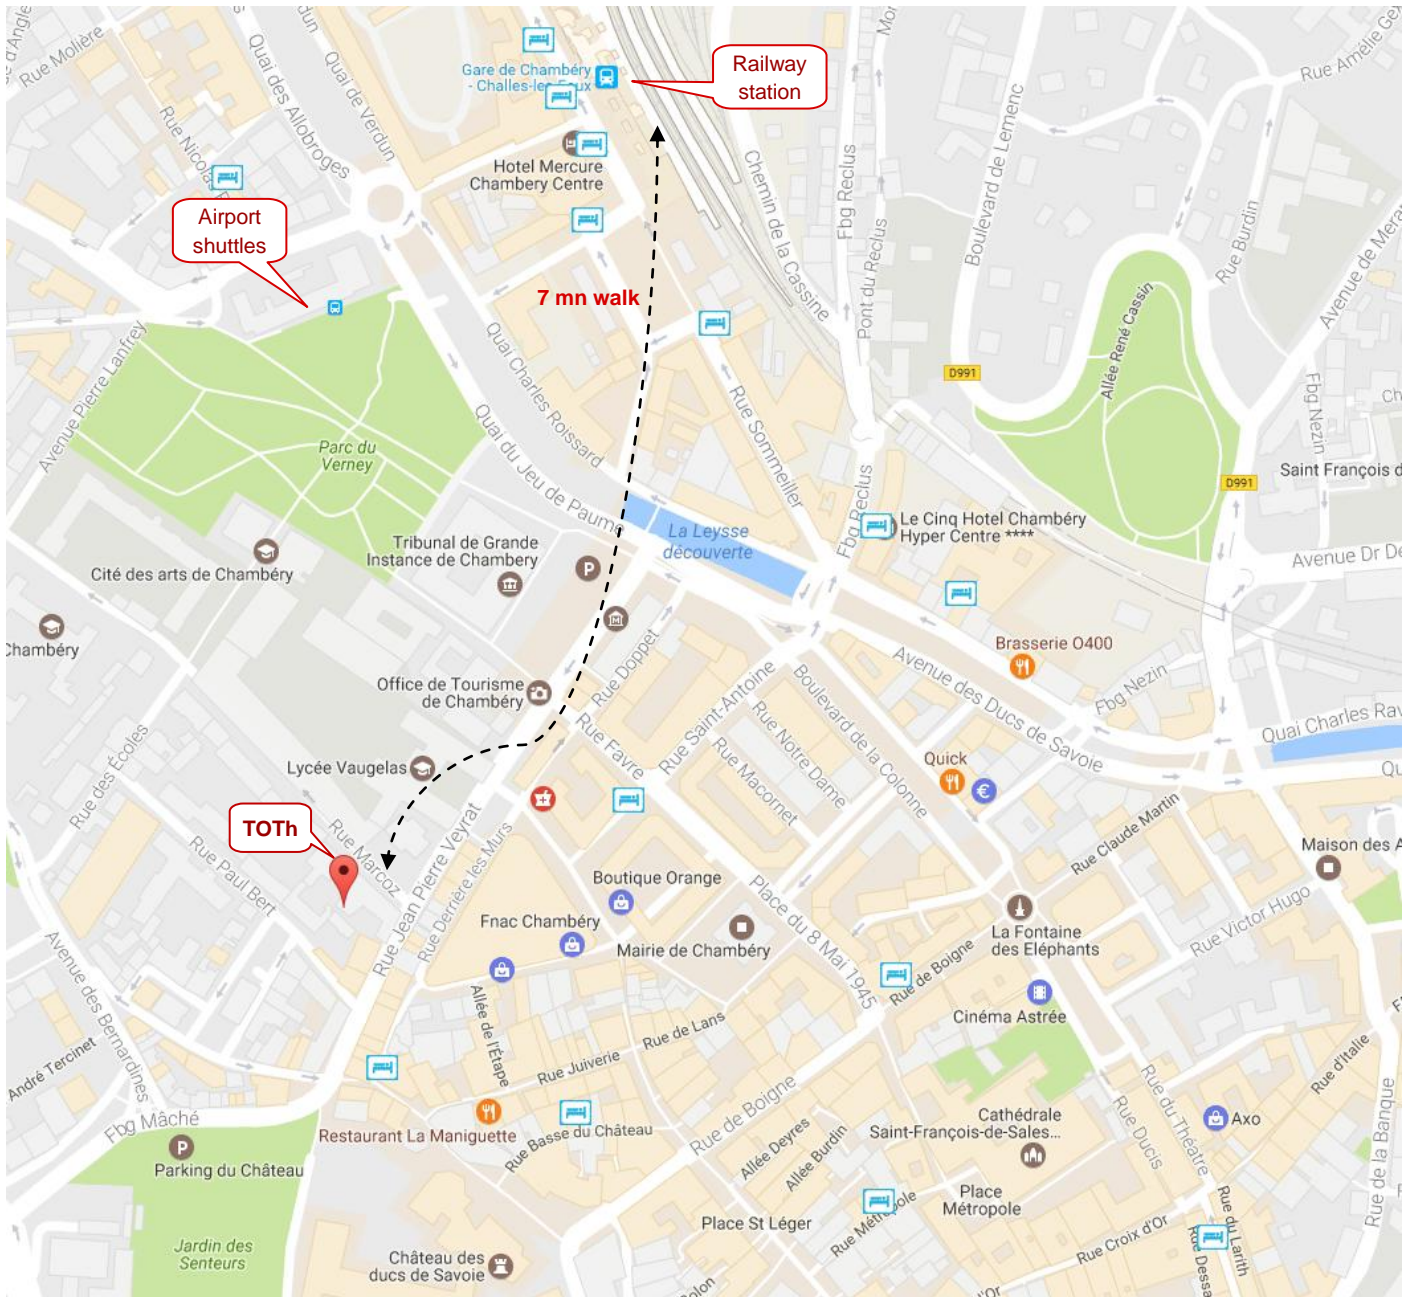 Rue Molière
Quai des Allobroges
Quai de Verdun
Gare de Chambéry
- Challes-les-Eaux
Railway
station
Rue Amélie Gex
Boulevard de Lemenc
Fbg Reclus
Chemin de la Cassine
Hotel Mercure
Chambery Centre
Airport
shuttles
Pont du Reclus
Rue Burdin
7 mn walk
Allée René Cassin
Avenue Pierre Lanfrey
Quai Charles Roissard
D991
Rue Sommeiller
Fbg Nezin
Quai du Jeu de Paume
Parc du
Verney
Saint François d
D991
La Leysse
découverte
Fbg Reclus
Le Cinq Hotel Chambéry
Hyper Centre ****
Tribunal de Grande
Instance de Chambery
P
Avenue Dr De
Cité des arts de Chambéry
Chambéry
M
Brasserie O400
Rue Doppet
Avenue des Ducs de Savoie
Fbg Nezin
Office de Tourisme
de Chambéry
Rue Saint-Antoine
Boulevard de la Colonne
Rue Notre Dame
Quai Charles Rav
Rue Favre
Rue Macornet
Quick
€
Qu
Lycée Vaugelas
Rue des Écoles
TOTh
Rue Marcoz
Rue Jean Pierre Veyrat
Rue Derrière les Murs
Rue Claude Martin
Maison des A
Rue Paul Bert
Boutique Orange
Place du 8 Mai 1945
Fnac Chambéry
Mairie de Chambéry
La Fontaine
des Eléphants
Rue Victor Hugo
Rue de Boigne
Avenue des Bernardines
Allée de l'Étape
Cinéma Astrée
Rue de Lans
Rue Juiverie
André Tercinet
Rue d'Italie
Fbg Mâché
Restaurant La Maniguette
Rue de Boigne
Rue Basse du Château
Cathédrale
Saint-François-de-Sales...
Rue Ducis
Rue du Théatre
Axo
P
Parking du Château
Allée Deyres
Allée Burdin
Rue de la Banque
Place
Métropole
Rue Métropole
Place St Léger
Rue Croix d'Or
Rue du Larith
Rue Dessa
Jardin des
Senteurs
Château des
ducs de Savoie
olon
d'Or